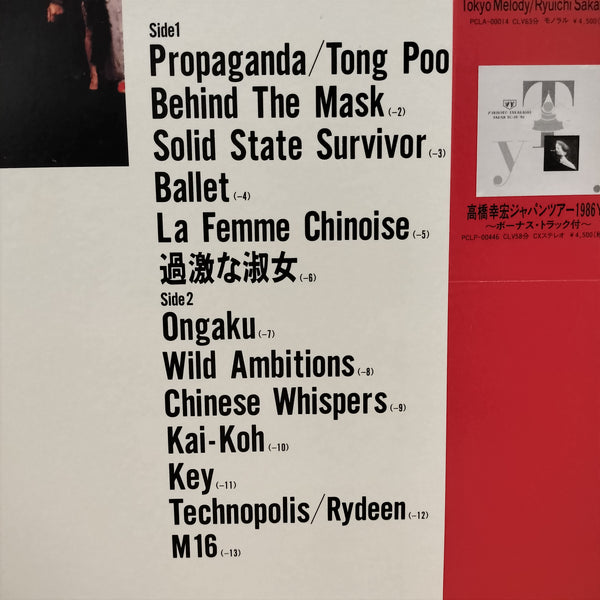 Side1
Propaganda/Tong Poo
Behind The Mask(-2)
Solid State Survivor(-3)
Ballet(-4)
La Femme Chinoise(-5)
過激な淑女(-6)
Side2
Ongaku(-7)
Wild Ambitions(-8)
Chinese Whispers(-9)
Kai-Koh(-10)
Key(-11)
Technopolis/Rydeen(-12)
M16(-13)
Tokyo Melody/Ryuichi Saka
PCLA-00014 CLV63分 モノラル ¥4,500
T
y.
高橋幸宏ジャパンツアー1986Y
〜ボーナス・トラック付〜
PCLP-00446 CLV58分 CXステレオ ¥4,500